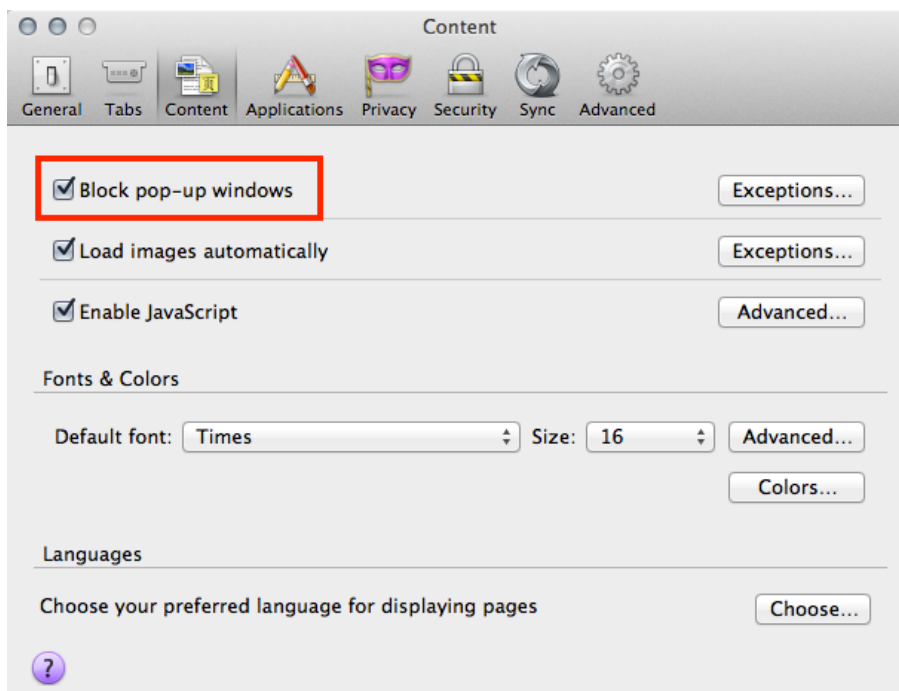 Content
General Tabs Content Applications Privacy Security Sync Advanced
Block pop-up windows Exceptions...
Load images automatically Exceptions...
Enable JavaScript Advanced...
Fonts & Colors
Default font: Times Size: 16 Advanced...
Colors...
Languages
Choose your preferred language for displaying pages Choose...
?